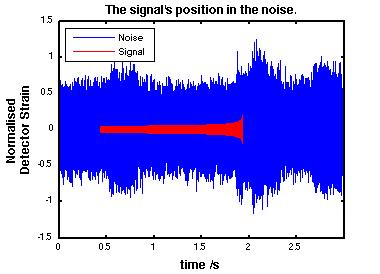 The signal's position in the noise.
Noise
Signal
Normalised
Detector Strain
1.5
1
0.5
0
-0.5
-1
-1.5
0
0.5
1
1.5
2
2.5
time /s